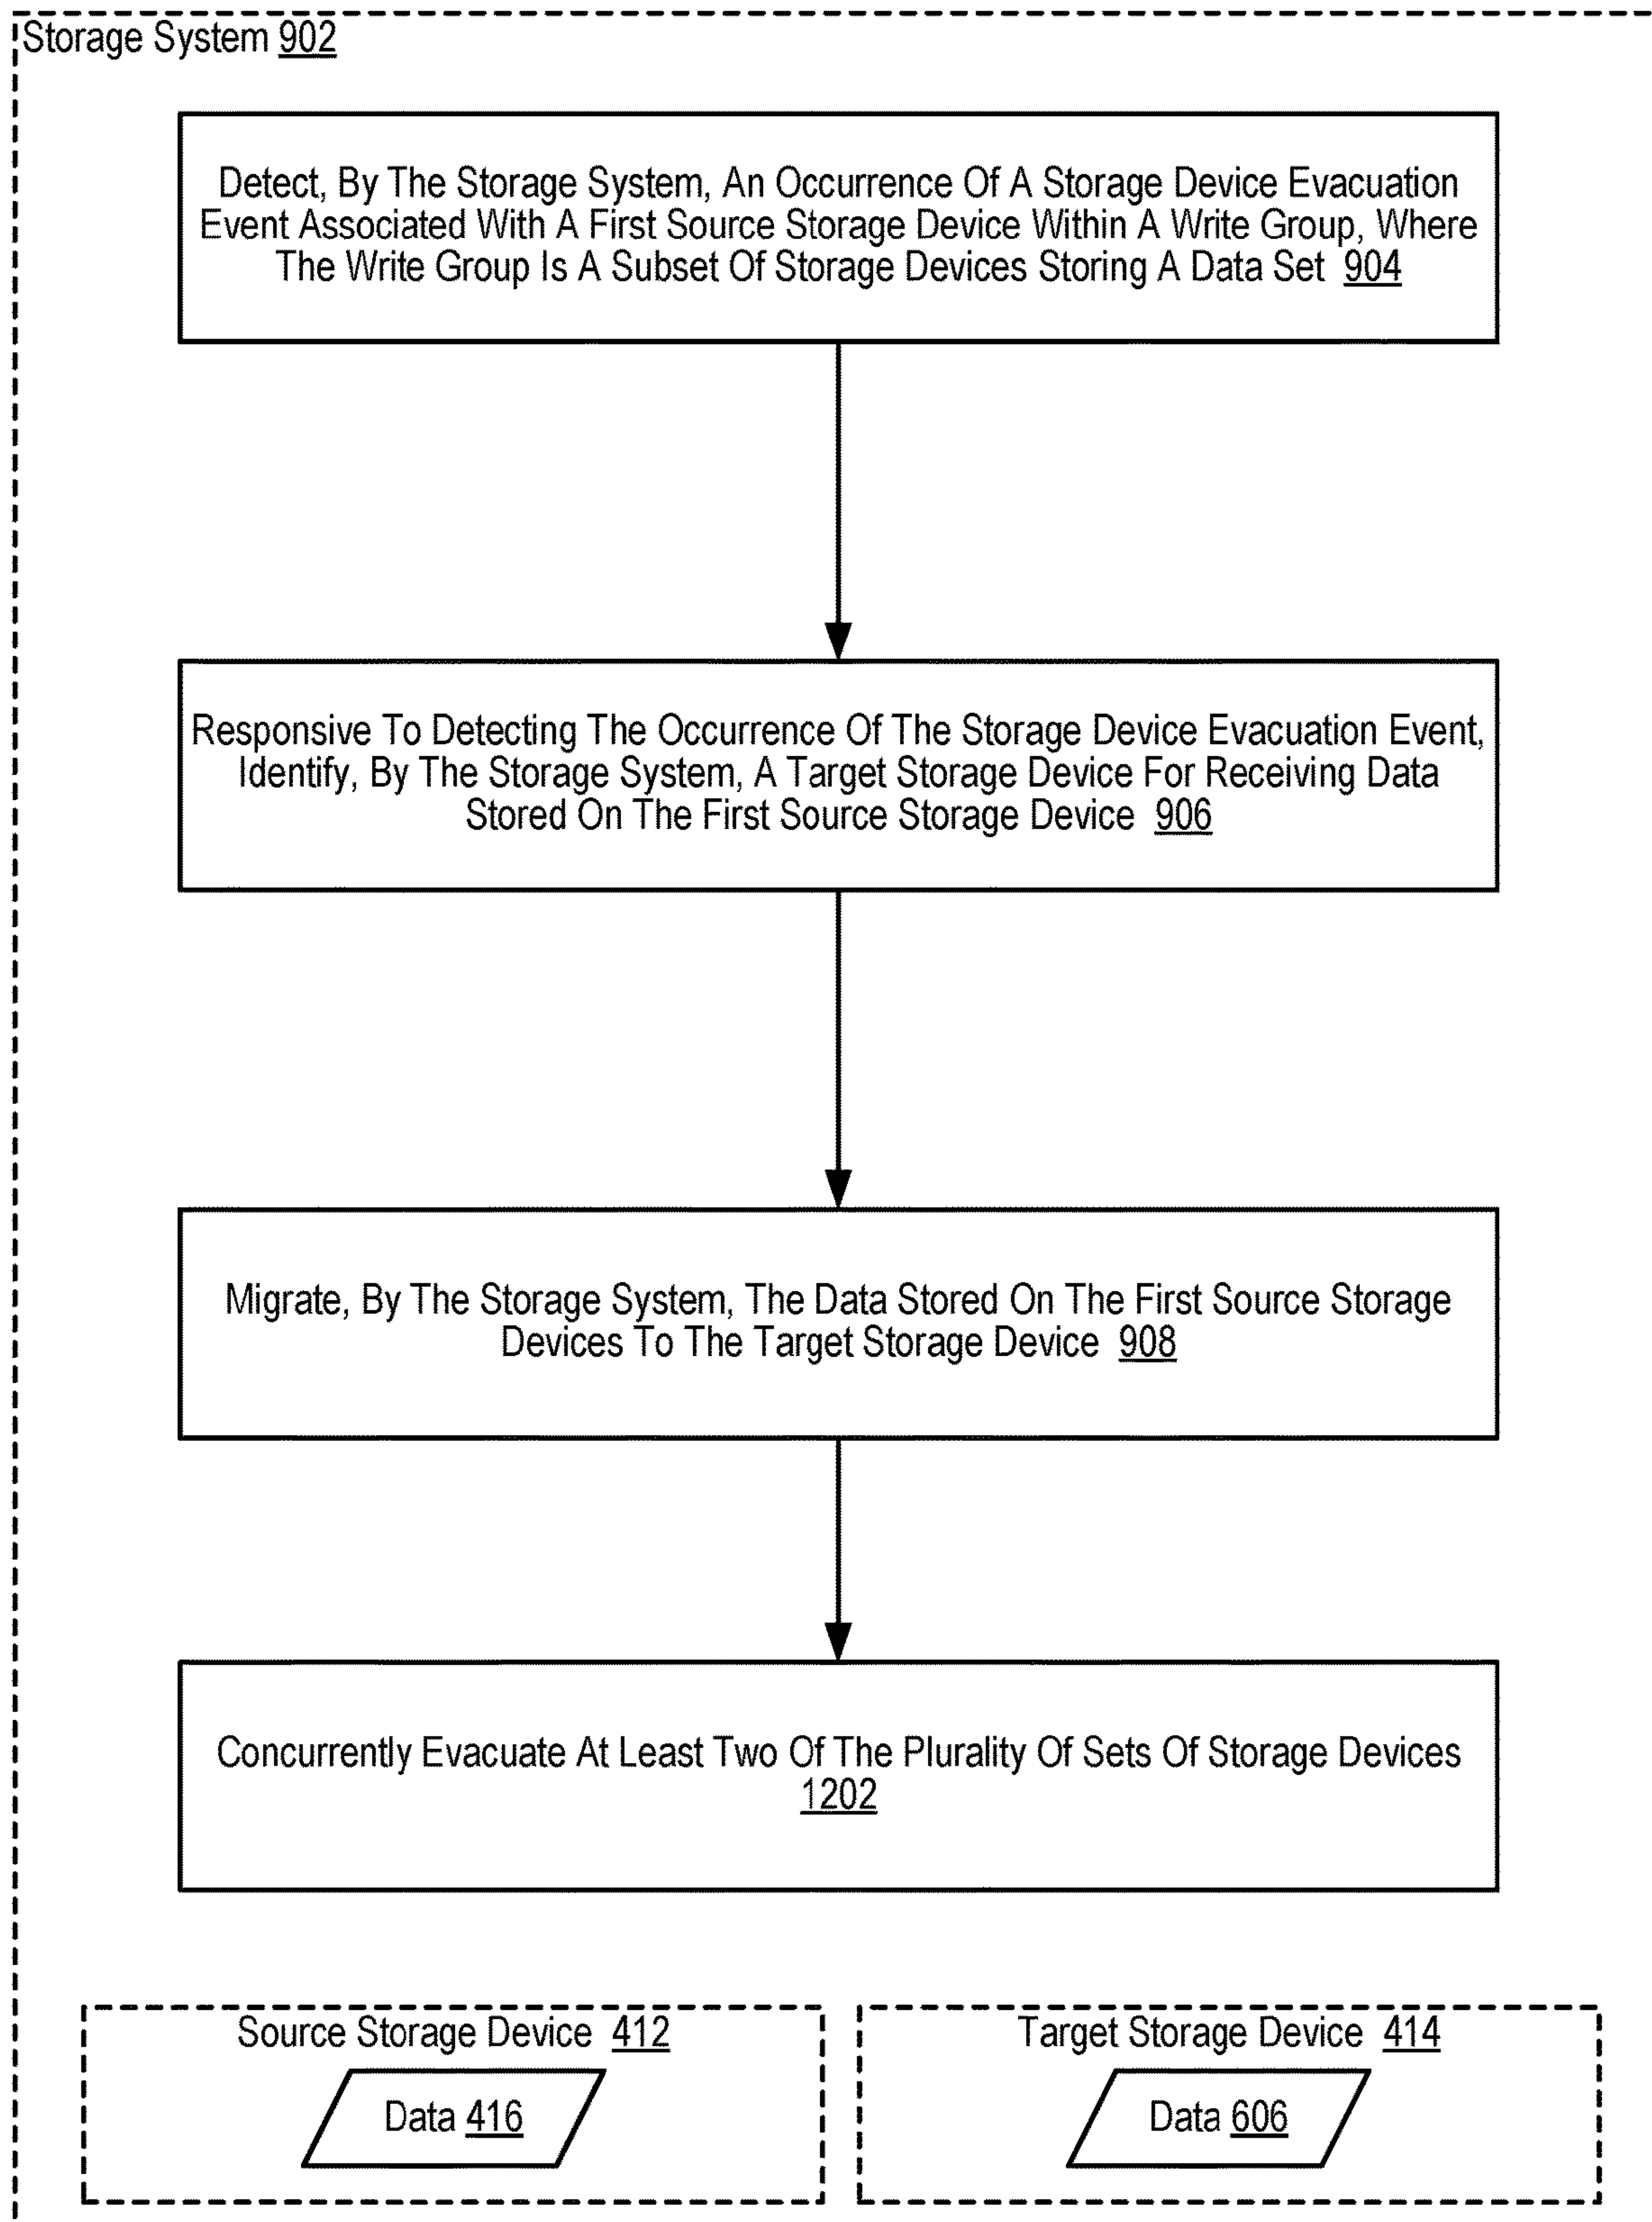 Storage System 902
Detect, By The Storage System, An Occurrence Of A Storage Device Evacuation
Event Associated With A First Source Storage Device Within A Write Group, Where
The Write Group Is A Subset Of Storage Devices Storing A Data Set 904
Responsive To Detecting The Occurrence Of The Storage Device Evacuation Event,
Identify, By The Storage System, A Target Storage Device For Receiving Data
Stored On The First Source Storage Device 906
Migrate, By The Storage System, The Data Stored On The First Source Storage
Devices To The Target Storage Device 908
Concurrently Evacuate At Least Two Of The Plurality Of Sets Of Storage Devices
1202
Source Storage Device 412
Data 416
Target Storage Device 414
Data 606